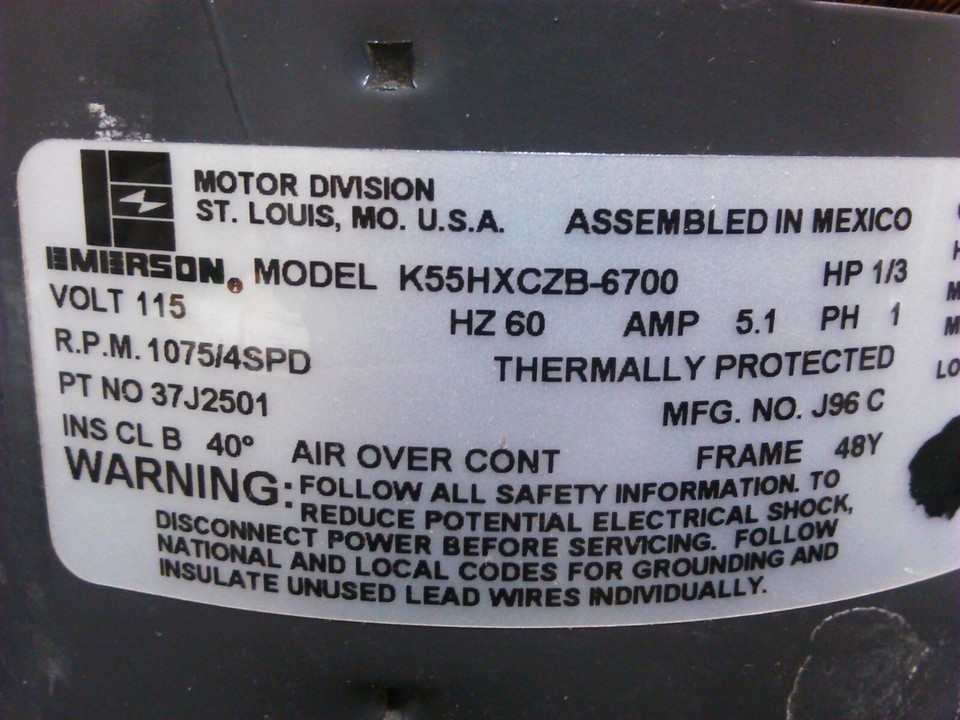 MOTOR DIVISION
ST. LOUIS, MO. U.S.A. ASSEMBLED IN MEXICO
EMERSON® MODEL K55HXCZB-6700 HP 1/3
VOLT 115 HZ 60 AMP 5.1 PH 1
R.P.M. 1075/4SPD THERMALLY PROTECTED
PT NO 37J2501 MFG. NO. J96 C
INS CL B 40° AIR OVER CONT FRAME 48Y
WARNING: FOLLOW ALL SAFETY INFORMATION. TO
REDUCE POTENTIAL ELECTRICAL SHOCK,
DISCONNECT POWER BEFORE SERVICING. FOLLOW
NATIONAL AND LOCAL CODES FOR GROUNDING AND
INSULATE UNUSED LEAD WIRES INDIVIDUALLY.